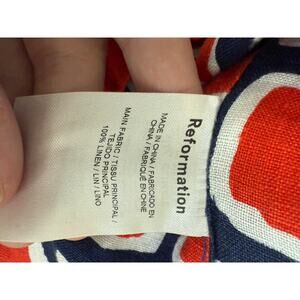 Reformation
MADE IN CHINA / FABRICADO EN
CHINA / FABRIQUÉ EN CHINE
MAIN FABRIC / TISSU PRINCIPAL /
TEJIDO PRINCIPAL
100% LINEN / LIN / LINO